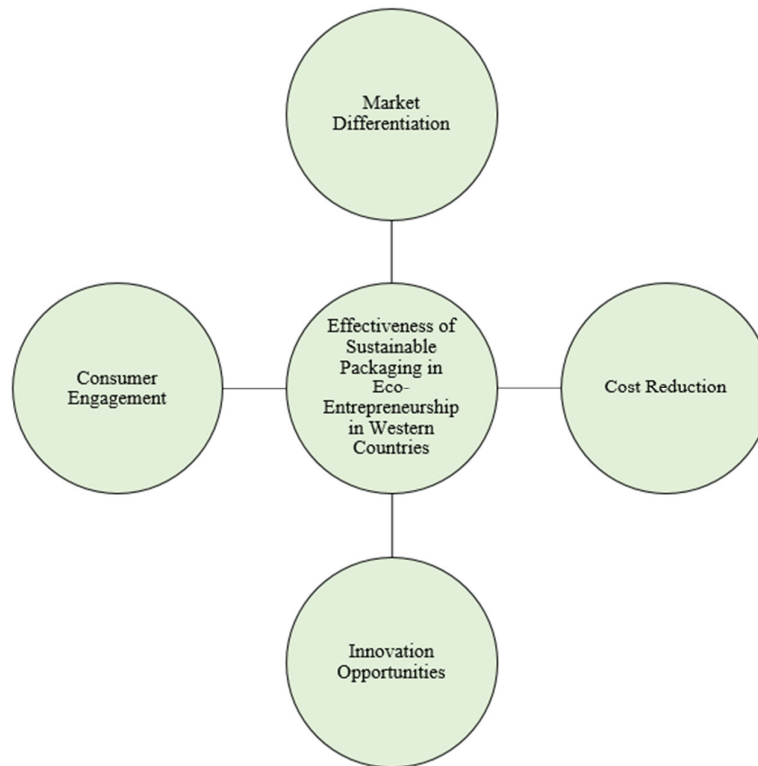 Market
Differentiation
Effectiveness of
Sustainable
Packaging in
Eco-
Entrepreneurship
in Western
Countries
Consumer
Engagement
Cost Reduction
Innovation
Opportunities